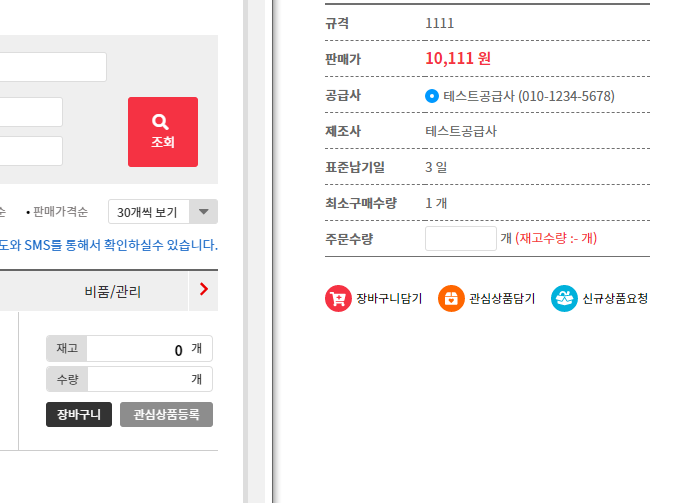 조회
순 • 판매가격순 30개씩 보기
도와 SMS를 통해서 확인하실수 있습니다.
비품/관리
재고 0 개
수량 개
장바구니 관심상품등록
규격 1111
판매가 10,111 원
공급사 테스트공급사 (010-1234-5678)
제조사 테스트공급사
표준납기일 3 일
최소구매수량 1 개
주문수량 개 (재고수량 :- 개)
장바구니담기 관심상품담기 신규상품요청